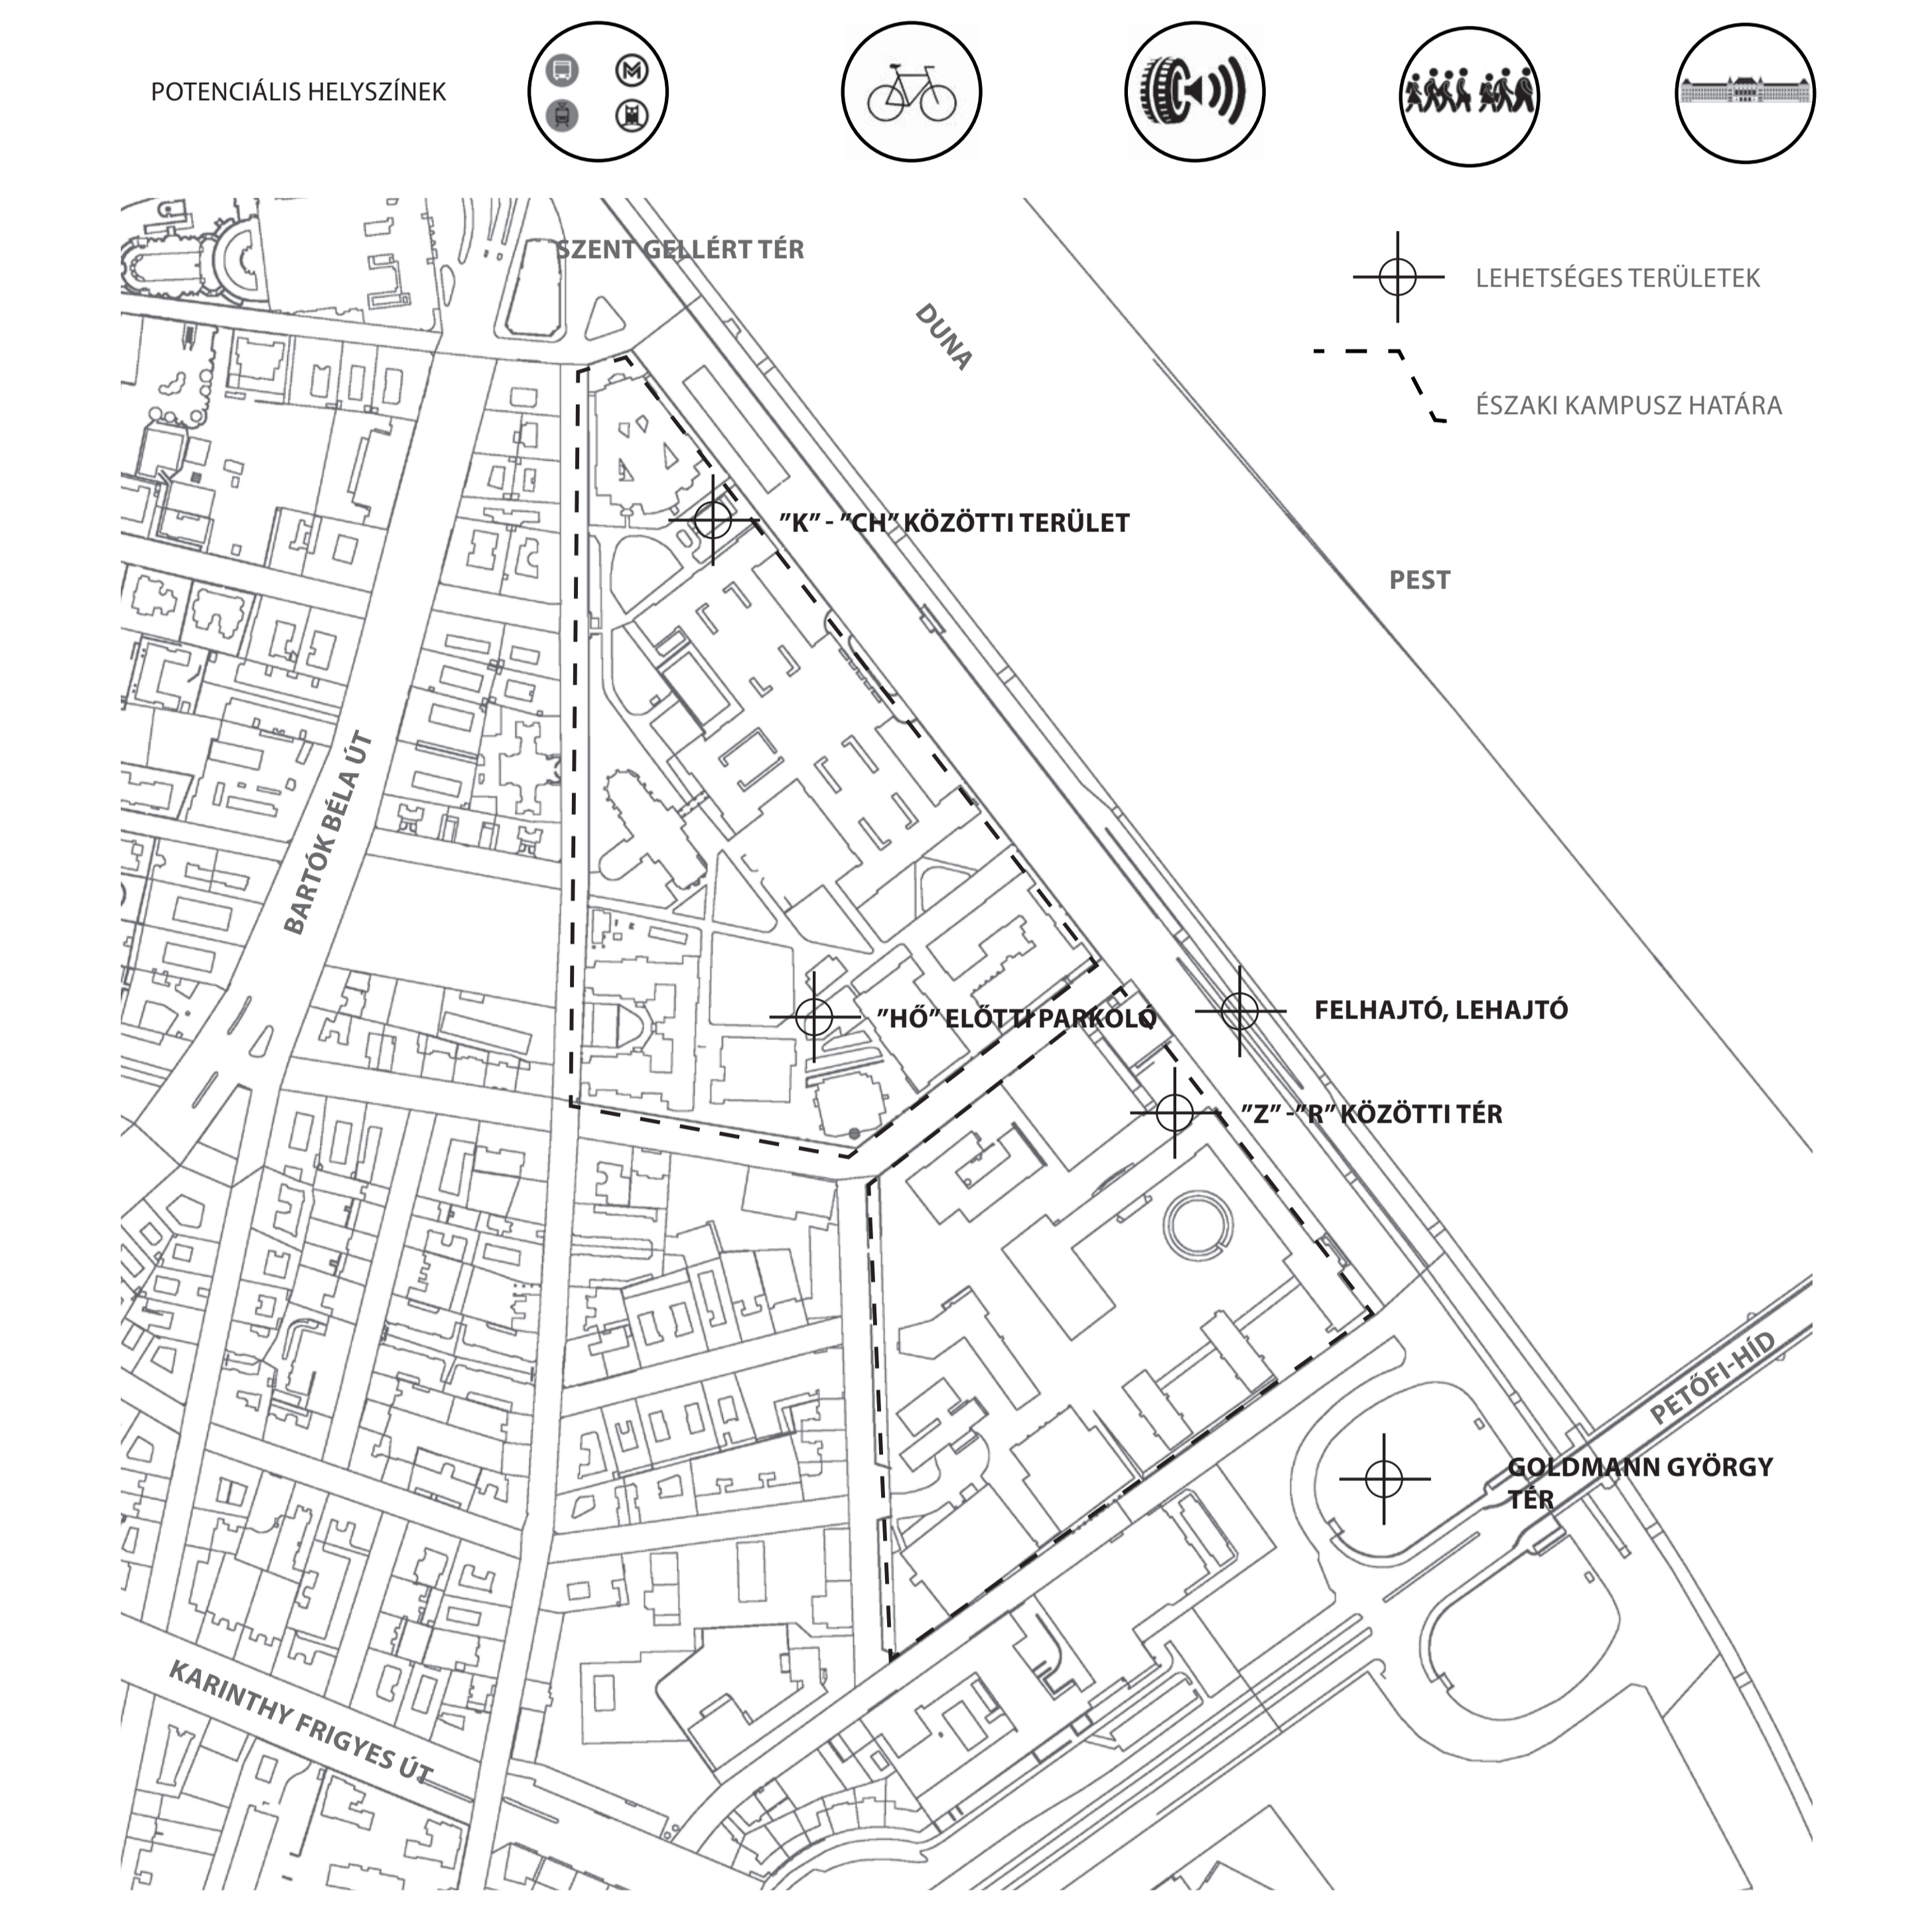 POTENCIÁLIS HELYSZÍNEK
SZENT GELLÉRT TÉR
LEHETSÉGES TERÜLETEK
DUNA
ÉSZAKI KAMPUSZ HATÁRA
”K” - ”CH” KÖZÖTTI TERÜLET
PEST
BARTÓK BÉLA ÚT
”HŐ” ELŐTTI PARKOLÓ
FELHAJTÓ, LEHAJTÓ
”Z” -”R” KÖZÖTTI TÉR
PETŐFI-HÍD
GOLDMANN GYÖRGY
TÉR
KARINTHY FRIGYES ÚT